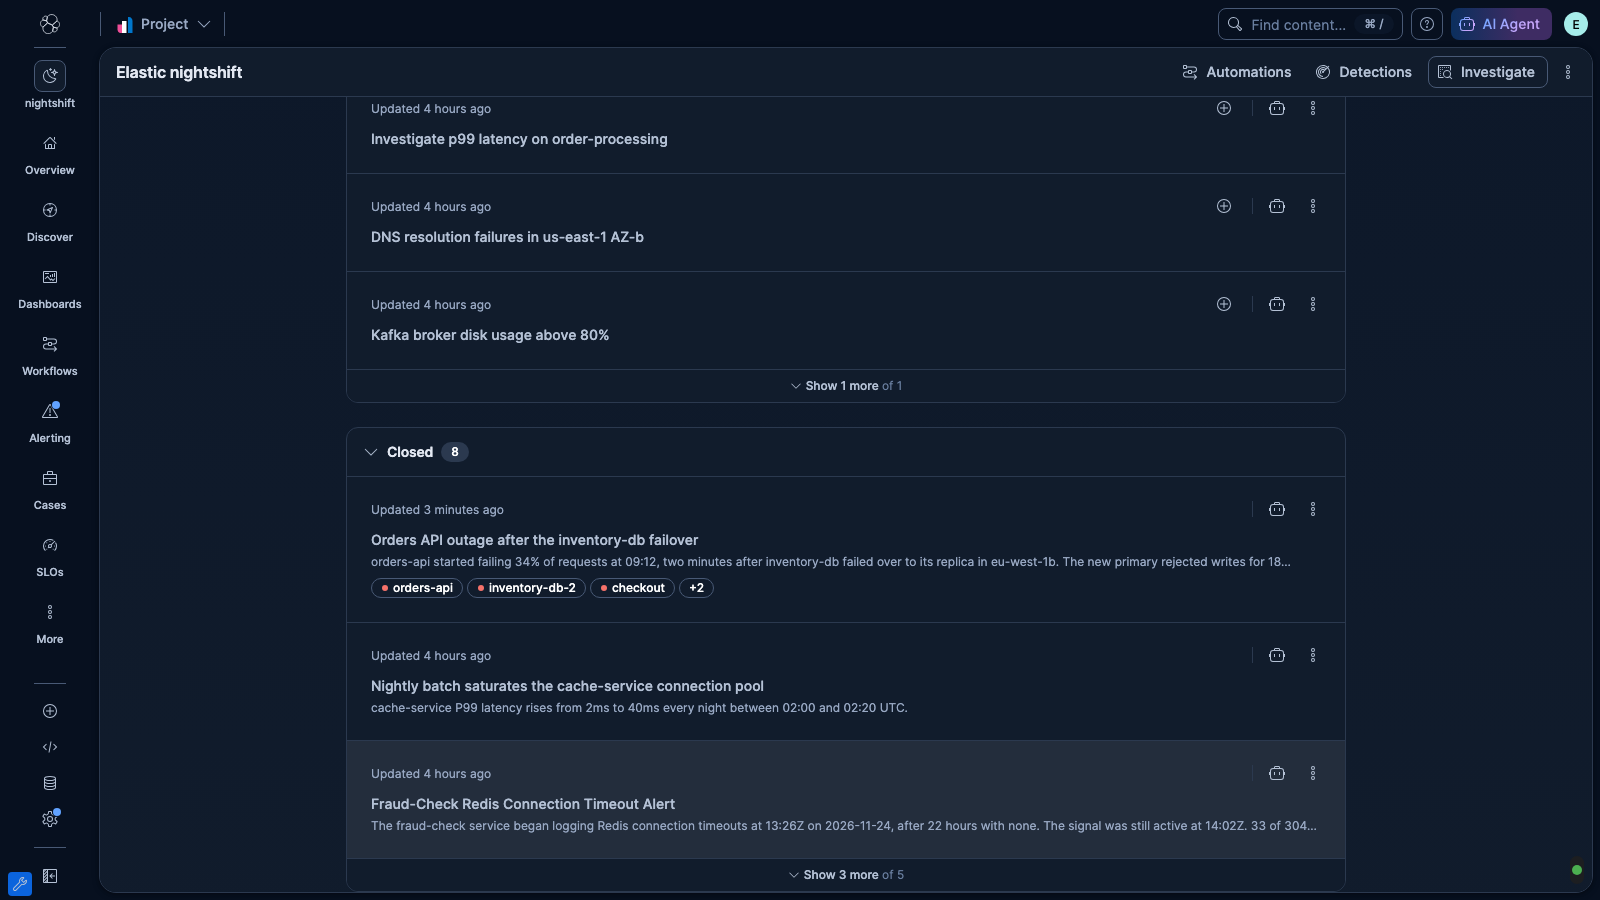 Project
Find content...
⌘ /
AI Agent
E
Elastic nightshift
Automations
Detections
Investigate
nightshift
Overview
Discover
Dashboards
Workflows
Alerting
Cases
SLOs
More
Updated 4 hours ago
Investigate p99 latency on order-processing
Updated 4 hours ago
DNS resolution failures in us-east-1 AZ-b
Updated 4 hours ago
Kafka broker disk usage above 80%
Show 1 more of 1
Closed 8
Updated 3 minutes ago
Orders API outage after the inventory-db failover
orders-api started failing 34% of requests at 09:12, two minutes after inventory-db failed over to its replica in eu-west-1b. The new primary rejected writes for 18...
orders-api inventory-db-2 checkout +2
Updated 4 hours ago
Nightly batch saturates the cache-service connection pool
cache-service P99 latency rises from 2ms to 40ms every night between 02:00 and 02:20 UTC.
Updated 4 hours ago
Fraud-Check Redis Connection Timeout Alert
The fraud-check service began logging Redis connection timeouts at 13:26Z on 2026-11-24, after 22 hours with none. The signal was still active at 14:02Z. 33 of 304...
Show 3 more of 5